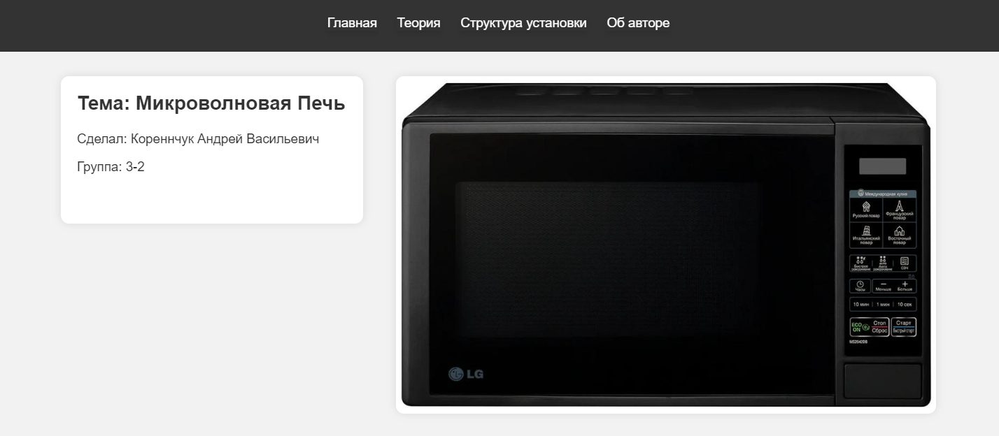 Главная Теория Структура установки Об авторе
Тема: Микроволновая Печь
Сделал: Кореннчук Андрей Васильевич
Группа: 3-2
Международная кухня
Русский повар
Французский повар
Итальянский повар
Восточный повар
Быстрое
Авто
СВЧ
Часы
Меньше
Больше
10 мин 1 мин 10 сек
ECO ON
Стоп Сброс
Старт Быстрый старт
MS2042DB
LG